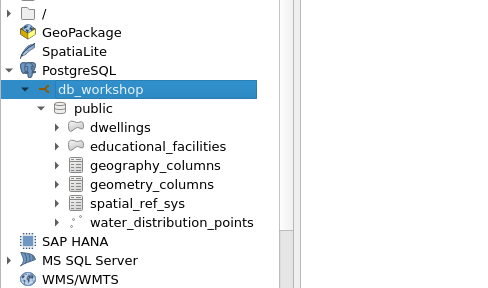 /
GeoPackage
SpatiaLite
PostgreSQL
db_workshop
public
dwellings
educational_facilities
geography_columns
geometry_columns
spatial_ref_sys
water_distribution_points
SAP HANA
MS SQL Server
WMS/WMTS